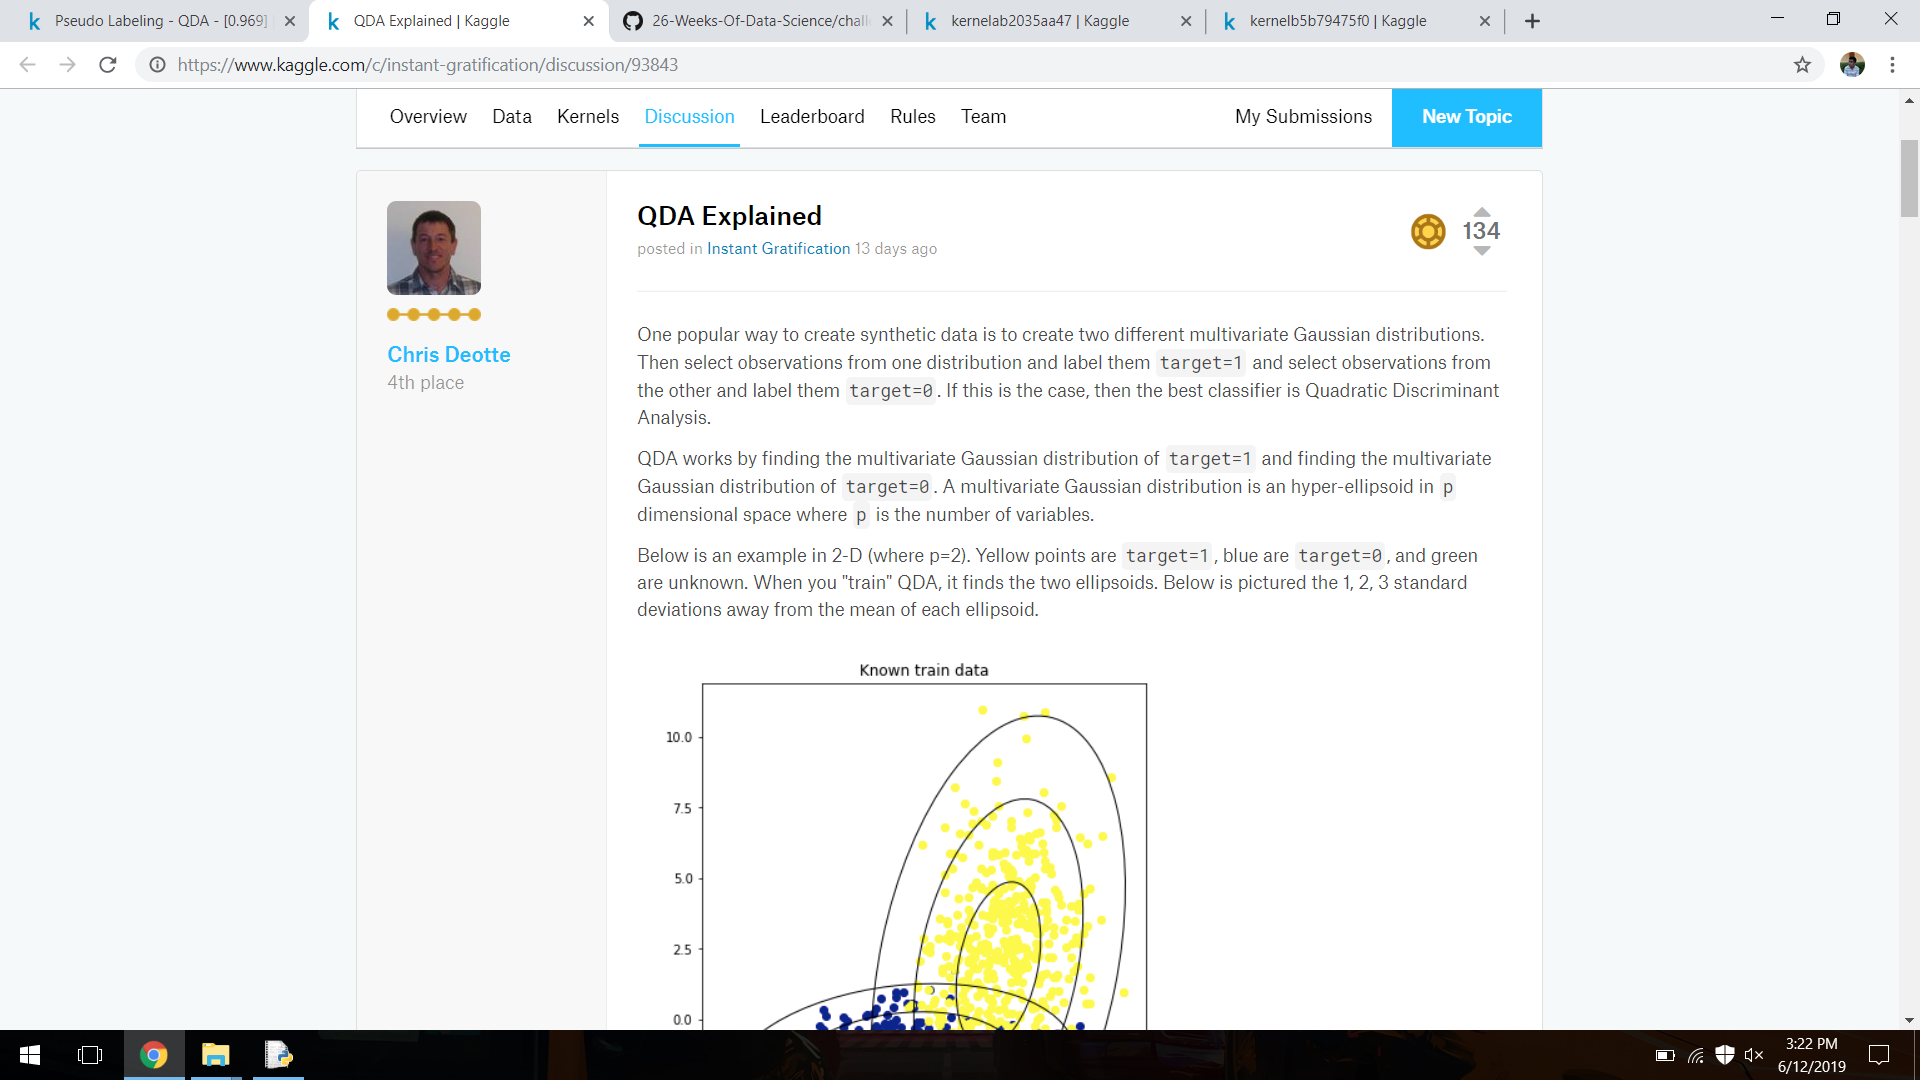 Pseudo Labeling - QDA - [0.969]
QDA Explained | Kaggle
26-Weeks-Of-Data-Science/chall
kernelab2035aa47 | Kaggle
kernelb5b79475f0 | Kaggle
https://www.kaggle.com/c/instant-gratification/discussion/93843
Overview Data Kernels Discussion Leaderboard Rules Team My Submissions New Topic
QDA Explained
134
posted in Instant Gratification 13 days ago
Chris Deotte
4th place
One popular way to create synthetic data is to create two different multivariate Gaussian distributions.
Then select observations from one distribution and label them target=1 and select observations from
the other and label them target=0. If this is the case, then the best classifier is Quadratic Discriminant
Analysis.
QDA works by finding the multivariate Gaussian distribution of target=1 and finding the multivariate
Gaussian distribution of target=0. A multivariate Gaussian distribution is an hyper-ellipsoid in p
dimensional space where p is the number of variables.
Below is an example in 2-D (where p=2). Yellow points are target=1, blue are target=0, and green
are unknown. When you "train" QDA, it finds the two ellipsoids. Below is pictured the 1, 2, 3 standard
deviations away from the mean of each ellipsoid.
Known train data
10.0
7.5
5.0
2.5
0.0
3:22 PM
6/12/2019